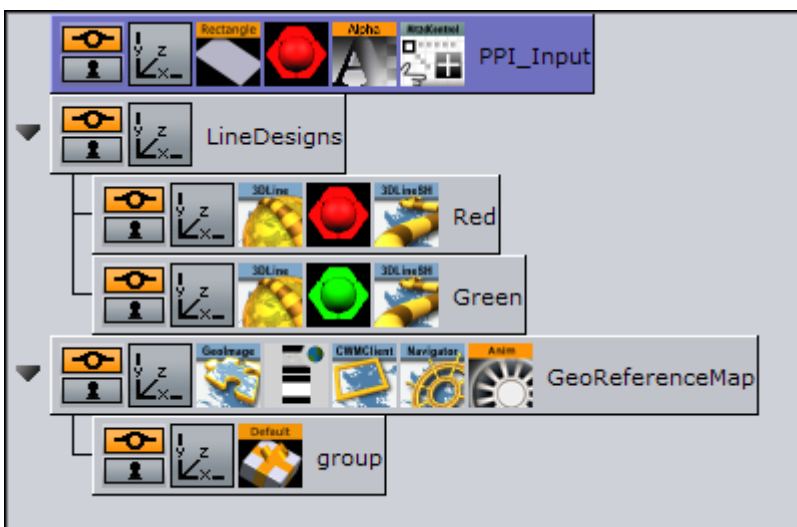 Rectangle Alpha PPI_Input
y z x
LineDesigns
y z x
3DLine 3DLineSH Red
y z x
3DLine 3DLineSH Green
y z x
GeoImage CWMClient Navigator Anim GeoReferenceMap
y z x
Default group
y z x